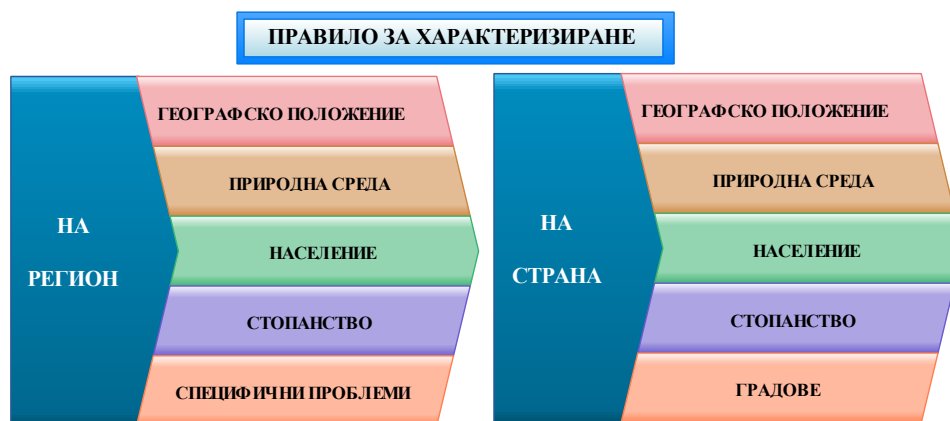 ПРАВИЛО ЗА ХАРАКТЕРИЗИРАНЕ
НА
РЕГИОН
ГЕОГРАФСКО ПОЛОЖЕНИЕ
ПРИРОДНА СРЕДА
НАСЕЛЕНИЕ
СТОПАНСТВО
СПЕЦИФИЧНИ ПРОБЛЕМИ
НА
СТРАНА
ГЕОГРАФСКО ПОЛОЖЕНИЕ
ПРИРОДНА СРЕДА
НАСЕЛЕНИЕ
СТОПАНСТВО
ГРАДОВЕ